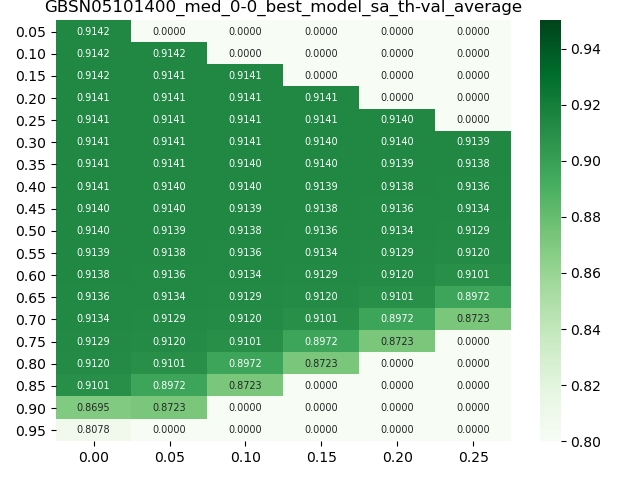 GBSN05101400_med_0-0_best_model_sa_th-val_average
0.05 0.9142 0.0000 0.0000 0.0000 0.0000 0.0000
0.10 0.9142 0.9142 0.0000 0.0000 0.0000 0.0000
0.15 0.9142 0.9141 0.9141 0.0000 0.0000 0.0000
0.20 0.9141 0.9141 0.9141 0.9141 0.0000 0.0000
0.25 0.9141 0.9141 0.9141 0.9141 0.9140 0.0000
0.30 0.9141 0.9141 0.9141 0.9140 0.9140 0.9139
0.35 0.9141 0.9141 0.9140 0.9140 0.9139 0.9138
0.40 0.9141 0.9140 0.9140 0.9139 0.9138 0.9136
0.45 0.9140 0.9140 0.9139 0.9138 0.9136 0.9134
0.50 0.9140 0.9139 0.9138 0.9136 0.9134 0.9129
0.55 0.9139 0.9138 0.9136 0.9134 0.9129 0.9120
0.60 0.9138 0.9136 0.9134 0.9129 0.9120 0.9101
0.65 0.9136 0.9134 0.9129 0.9120 0.9101 0.8972
0.70 0.9134 0.9129 0.9120 0.9101 0.8972 0.8723
0.75 0.9129 0.9120 0.9101 0.8972 0.8723 0.0000
0.80 0.9120 0.9101 0.8972 0.8723 0.0000 0.0000
0.85 0.9101 0.8972 0.8723 0.0000 0.0000 0.0000
0.90 0.8695 0.8723 0.0000 0.0000 0.0000 0.0000
0.95 0.8078 0.0000 0.0000 0.0000 0.0000 0.0000
0.00 0.05 0.10 0.15 0.20 0.25
0.94
0.92
0.90
0.88
0.86
0.84
0.82
0.80